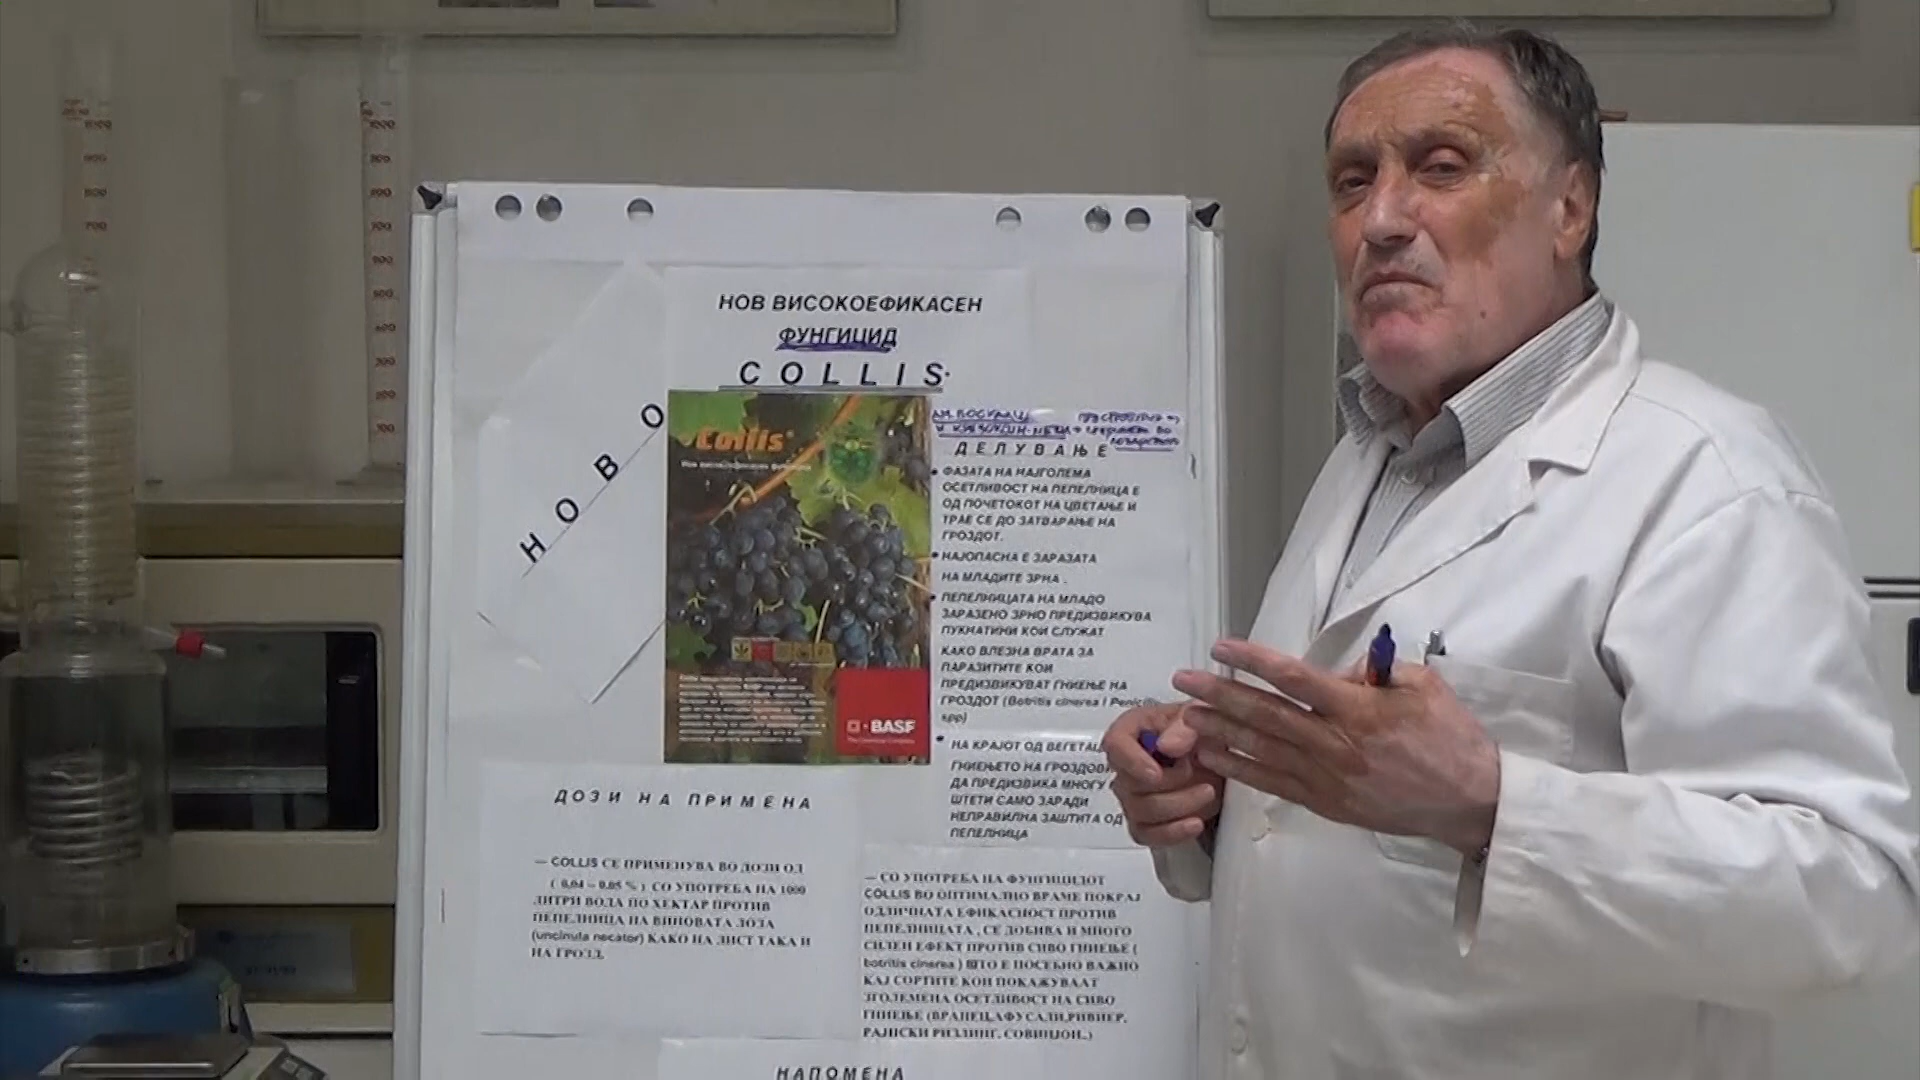 НОВ ВИСОКОЕФИКАСЕН
ФУНГИЦИД
COLLIS
НОВО
Collis
BASF
ДЕЛУВАЊЕ
ФАЗАТА НА НАЈГОЛЕМА
ОСЕТЛИВОСТ НА ПЕПЕЛНИЦА Е
ОД ПОЧЕТОКОТ НА ЦВЕТАЊЕ И
ТРАЕ СЕ ДО ЗАТВАРАЊЕ НА
ГРОЗДОТ.
НАЈОПАСНА Е ЗАРАЗАТА
НА МЛАДИТЕ ЗРНА .
ПЕПЕЛНИЦАТА НА МЛАДО
ЗАРАЗЕНО ЗРНО ПРЕДИЗВИКУВА
ПУКНАТИНИ КОИ СЛУЖАТ
КАКО ВЛЕЗНА ВРАТА ЗА
ПАРАЗИТИТЕ КОИ
ПРЕДИЗВИКУВАТ ГНИЕЊЕ НА
ГРОЗДОТ (Botritis cinerea I
spp)
НА КРАЈОТ ОД
ГНИЕЊЕТО НА
ДА ПРЕДИЗВИКА МНОГУ
ШТЕТИ САМО ЗАРАДИ
НЕПРАВИЛНА ЗАШТИТА ОД
ПЕПЕЛНИЦА
ДОЗИ НА ПРИМЕНА
— COLLIS СЕ ПРИМЕНУВА ВО ДОЗИ ОД
( 0,04 – 0,05 % ) СО УПОТРЕБА НА 1000
ЛИТРИ ВОДА ПО ХЕКТАР ПРОТИВ
ПЕПЕЛНИЦА НА ВИНОВАТА ЛОЗА
(uncinula necator) КАКО НА ЛИСТ ТАКА И
НА ГРОЗД.
— СО УПОТРЕБА НА ФУНГИЦИДОТ
COLLIS ВО ОПТИМАЛНО ВРАМЕ ПОКРАЈ
ОДЛИЧНАТА ЕФИКАСНОСТ ПРОТИВ
ПЕПЕЛНИЦАТА , СЕ ДОБИВА И МНОГО
СИЛЕН ЕФЕКТ ПРОТИВ СИВО ГНИЕЊЕ (
botritis cinerea ) ШТО Е ПОСЕБНО ВАЖНО
КАЈ СОРТИТЕ КОИ ПОКАЖУВААТ
ЗГОЛЕМЕНА ОСЕТЛИВОСТ НА СИВО
ГНИЕЊЕ (ВРАНЕЦ,АФУСАЛИ,РИВИЕР,
РАЈНСКИ РИЗЛИНГ, СОВИЦЈОН..)
НАПОМЕНА